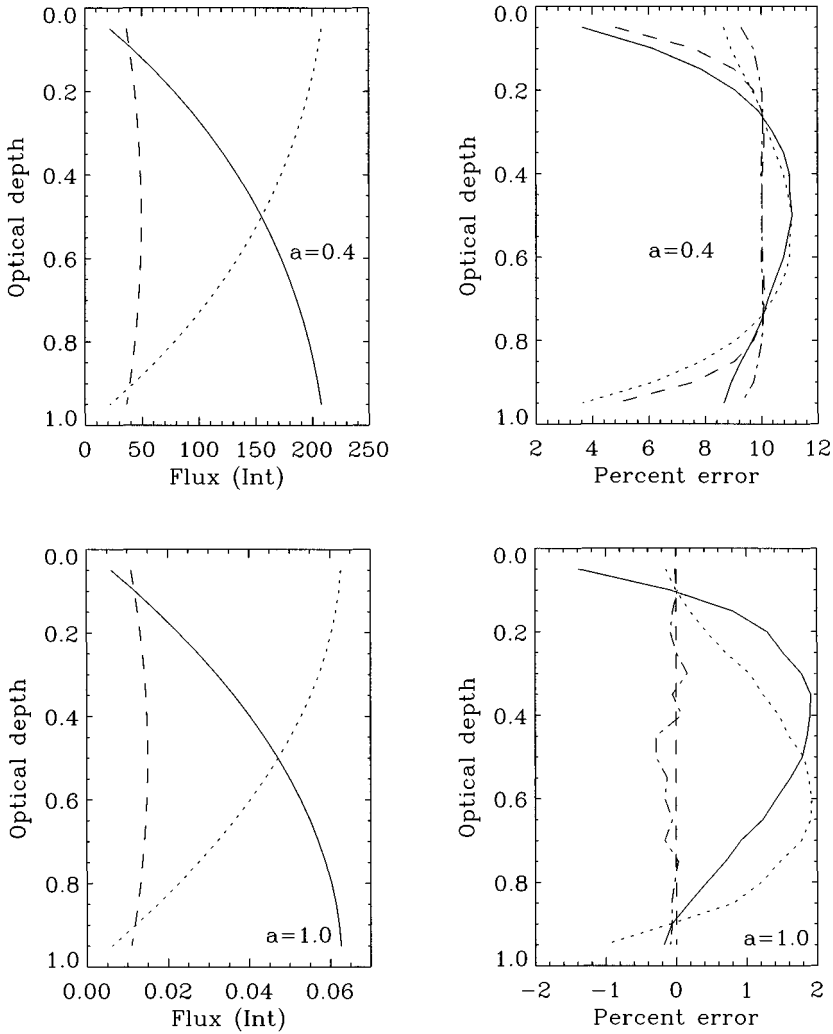 0.0
0.2
0.4
0.6
0.8
1.0
Optical depth
a=0.4
0 50 100 150 200 250
Flux (Int)
0.0
0.2
0.4
0.6
0.8
1.0
Optical depth
a=0.4
2 4 6 8 10 12
Percent error
0.0
0.2
0.4
0.6
0.8
1.0
Optical depth
a=1.0
0.00 0.02 0.04 0.06
Flux (Int)
0.0
0.2
0.4
0.6
0.8
1.0
Optical depth
a=1.0
-2 -1 0 1 2
Percent error